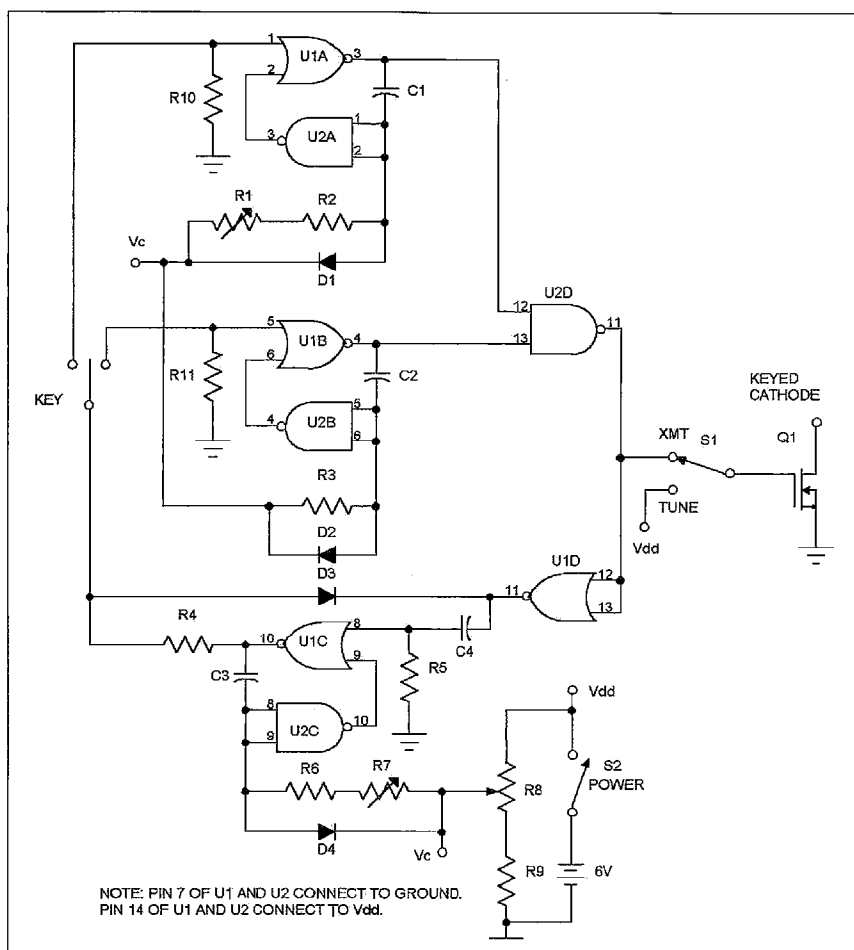 1
U1A
3
2
R10
C1
3
U2A
1
2
R1
R2
Vc
D1
U2D
12
11
13
5
U1B
4
6
R11
C2
KEY
4
U2B
5
6
KEYED
CATHODE
XMT
S1
Q1
R3
TUNE
D2
Vdd
D3
U1D
12
11
13
R4
10
U1C
8
9
C4
C3
R5
8
U2C
10
9
Vdd
R6
R7
R8
S2
POWER
D4
Vc
R9
6V
NOTE: PIN 7 OF U1 AND U2 CONNECT TO GROUND.
PIN 14 OF U1 AND U2 CONNECT TO Vdd.